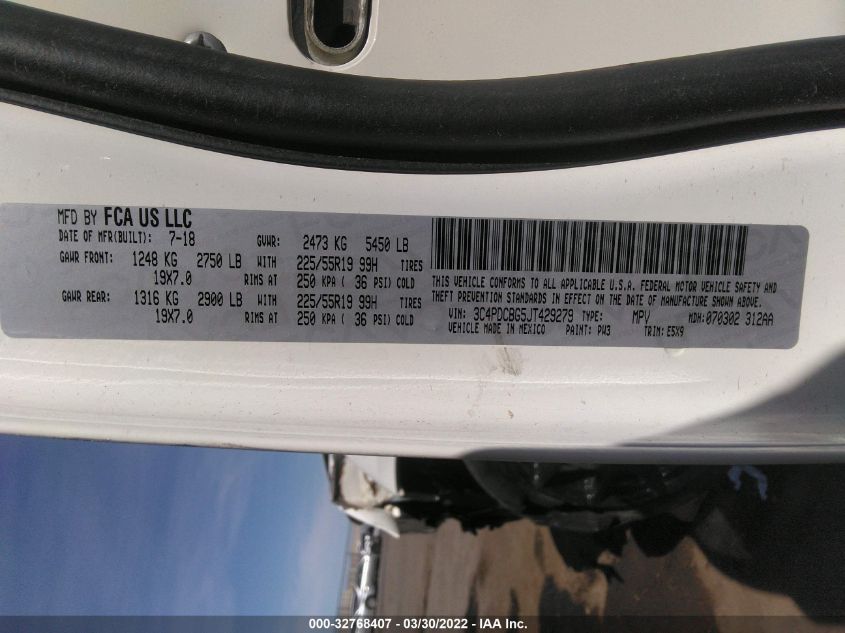 MFD BY FCA US LLC
DATE OF MFR(BUILT): 7-18 GVWR: 2473 KG 5450 LB
GAWR FRONT: 1248 KG 2750 LB WITH 225/55R19 99H TIRES
19X7.0 RIMS AT 250 KPA ( 36 PSI) COLD
GAWR REAR: 1316 KG 2900 LB WITH 225/55R19 99H TIRES
19X7.0 RIMS AT 250 KPA ( 36 PSI) COLD
THIS VEHICLE CONFORMS TO ALL APPLICABLE U.S.A. FEDERAL MOTOR VEHICLE SAFETY AND
THEFT PREVENTION STANDARDS IN EFFECT ON THE DATE OF MANUFACTURE SHOWN ABOVE.
VIN: 3C4PDCBG5JT429279 TYPE: MPV MDH:070302 312AA
VEHICLE MADE IN MEXICO PAINT: PW3 TRIM: E5X9
000-32768407 - 03/30/2022 - IAA Inc.